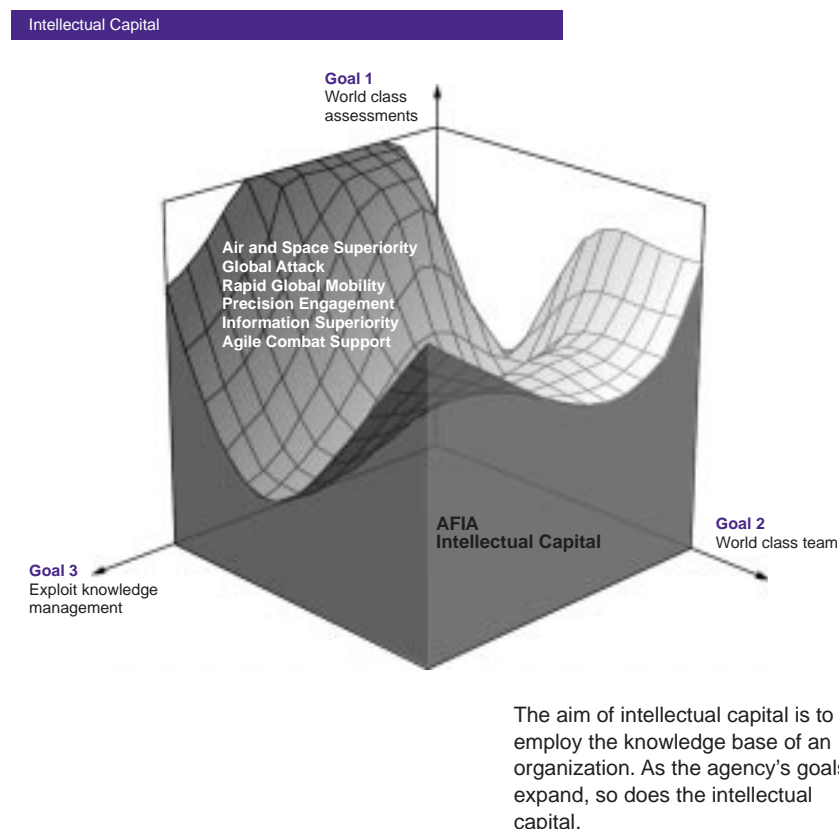 Intellectual Capital
Goal 1
World class
assessments
Air and Space Superiority
Global Attack
Rapid Global Mobility
Precision Engagement
Information Superiority
Agile Combat Support
AFIA
Intellectual Capital
Goal 2
World class team
Goal 3
Exploit knowledge
management
The aim of intellectual capital is to
employ the knowledge base of an
organization. As the agency’s goals
expand, so does the intellectual
capital.